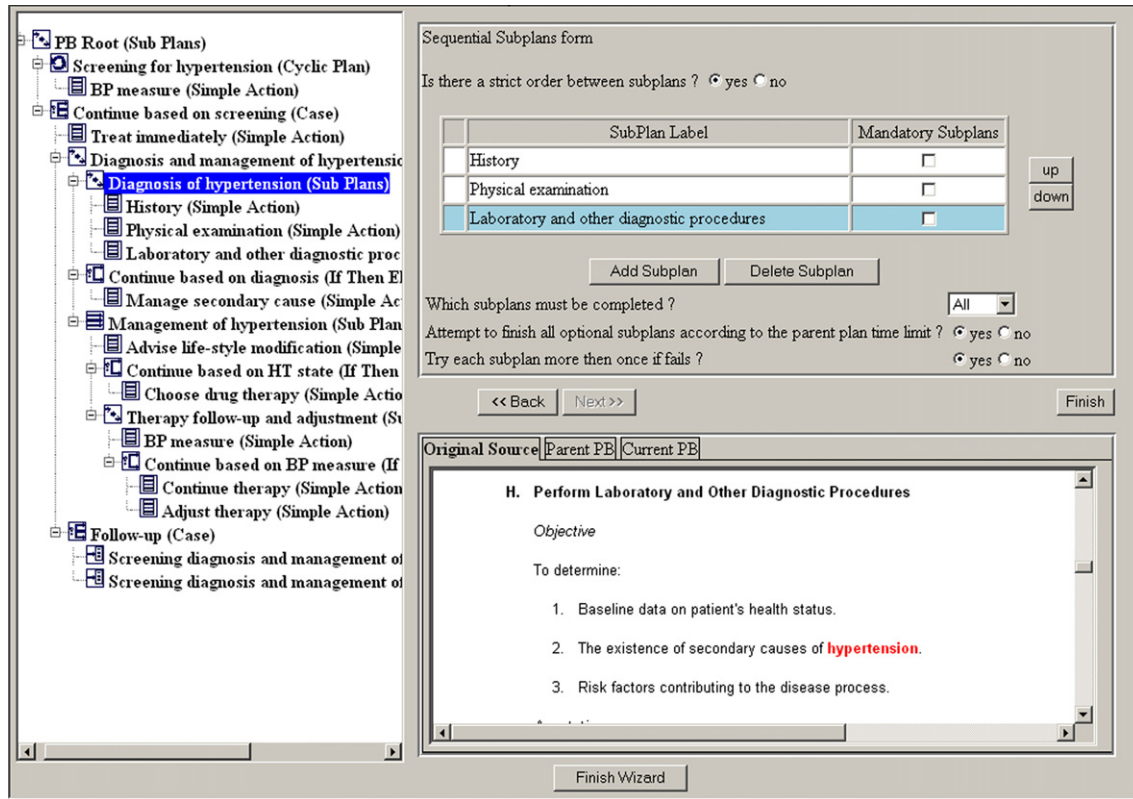 PB Root (Sub Plans)
Screening for hypertension (Cyclic Plan)
BP measure (Simple Action)
Continue based on screening (Case)
Treat immediately (Simple Action)
Diagnosis and management of hypertensic
Diagnosis of hypertension (Sub Plans)
History (Simple Action)
Physical examination (Simple Action)
Laboratory and other diagnostic proc
Continue based on diagnosis (If Then El
Manage secondary cause (Simple Ac
Management of hypertension (Sub Plan
Advise life-style modification (Simple
Continue based on HT state (If Then
Choose drug therapy (Simple Actio
Therapy follow-up and adjustment (Su
BP measure (Simple Action)
Continue based on BP measure (If
Continue therapy (Simple Action
Adjust therapy (Simple Action)
Follow-up (Case)
Screening diagnosis and management of
Screening diagnosis and management of
Sequential Subplans form
Is there a strict order between subplans ? yes no
SubPlan Label Mandatory Subplans
History
Physical examination
Laboratory and other diagnostic procedures
up
down
Add Subplan Delete Subplan
Which subplans must be completed ? All
Attempt to finish all optional subplans according to the parent plan time limit ? yes no
Try each subplan more then once if fails ? yes no
<< Back Next >> Finish
Original Source Parent PB Current PB
H. Perform Laboratory and Other Diagnostic Procedures
Objective
To determine:
1. Baseline data on patient's health status.
2. The existence of secondary causes of hypertension.
3. Risk factors contributing to the disease process.
Finish Wizard